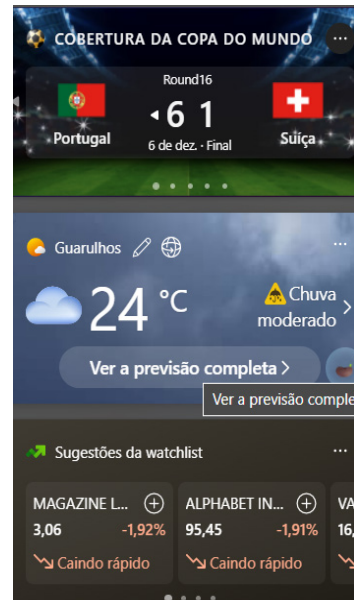 COBERTURA DA COPA DO MUNDO
Round16
Portugal
6 1
Suíça
6 de dez. · Final
Guarulhos
24 °C
Chuva
moderado
Ver a previsão completa >
Ver a previsão comple
Sugestões da watchlist
MAGAZINE L...
3,06 -1,92%
Caindo rápido
ALPHABET IN...
95,45 -1,91%
Caindo rápido
VA
16,